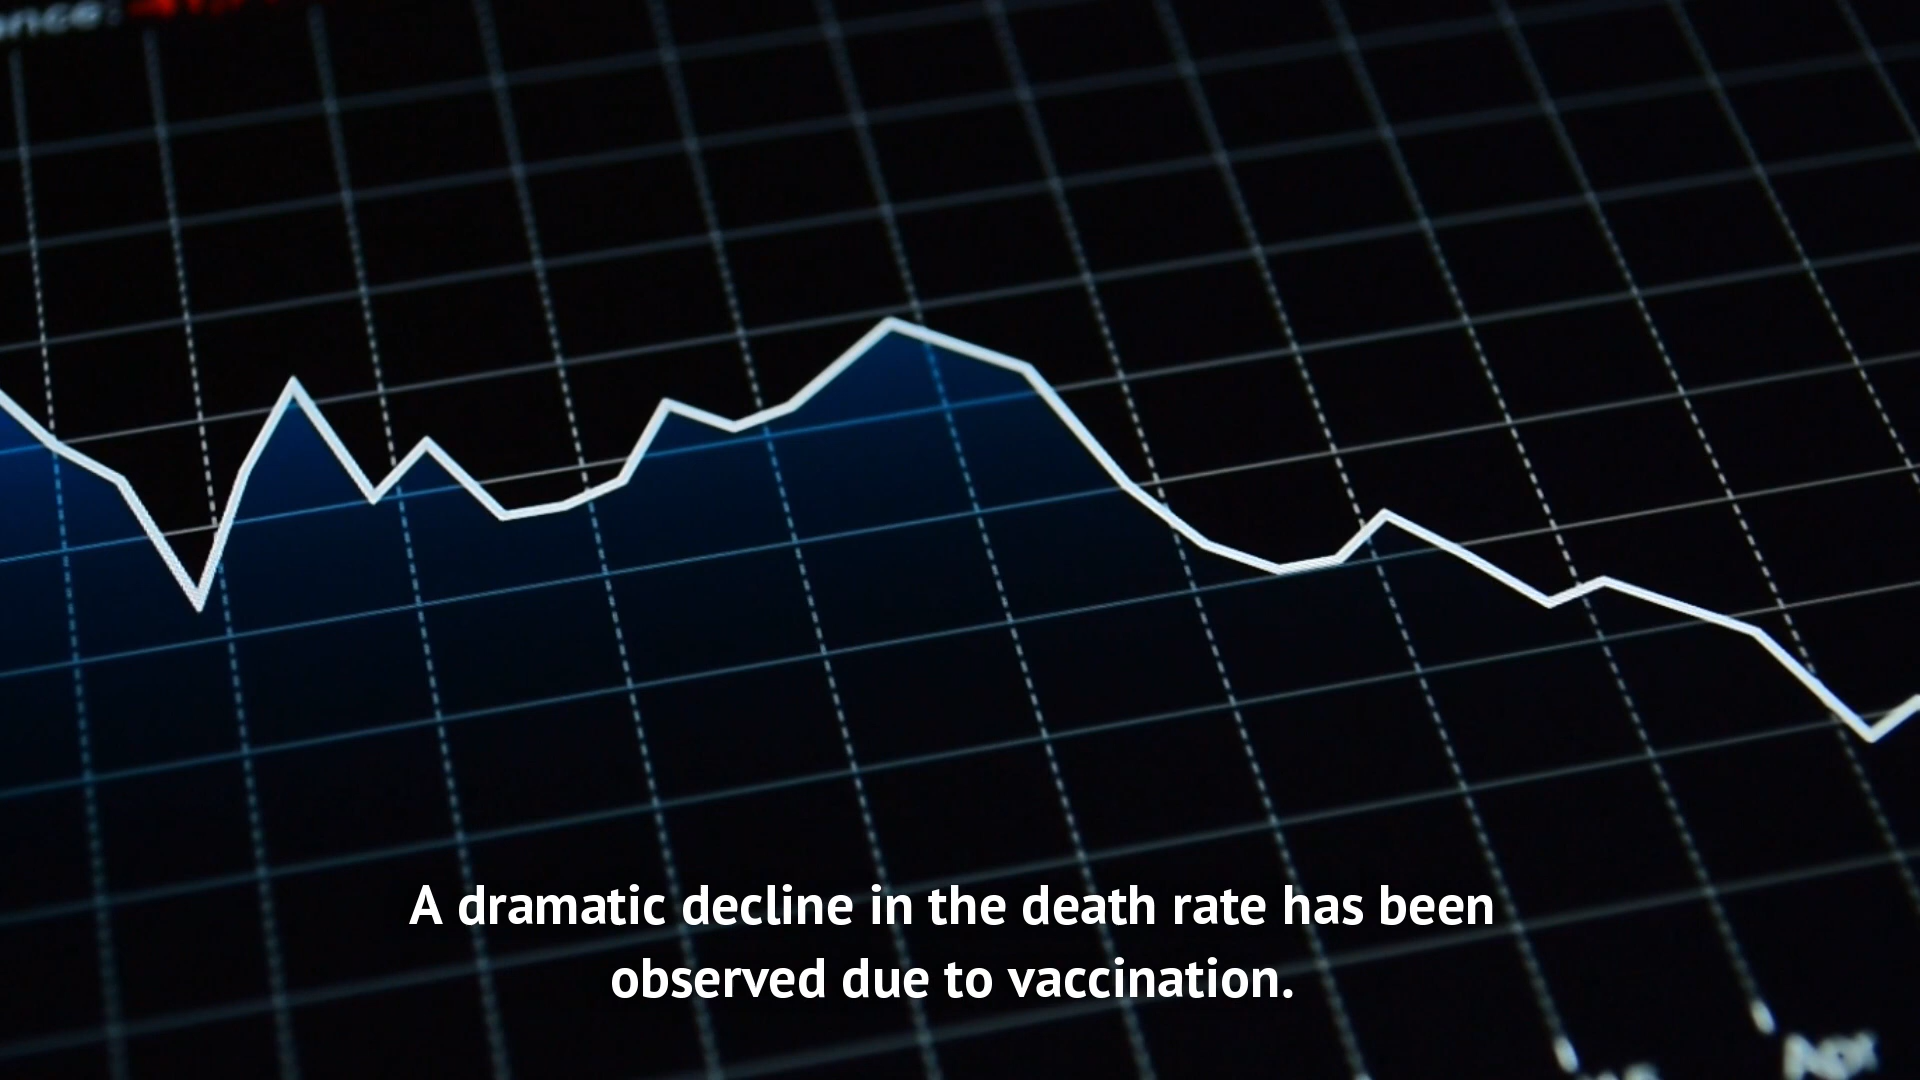 A dramatic decline in the death rate has been
observed due to vaccination.